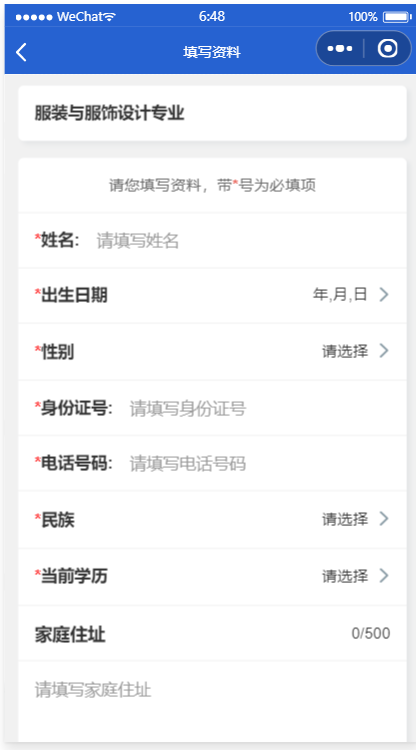 WeChat 6:48 100%
填写资料
服装与服饰设计专业
请您填写资料，带*号为必填项
*姓名: 请填写姓名
*出生日期 年,月,日
*性别 请选择
*身份证号: 请填写身份证号
*电话号码: 请填写电话号码
*民族 请选择
*当前学历 请选择
家庭住址 0/500
请填写家庭住址